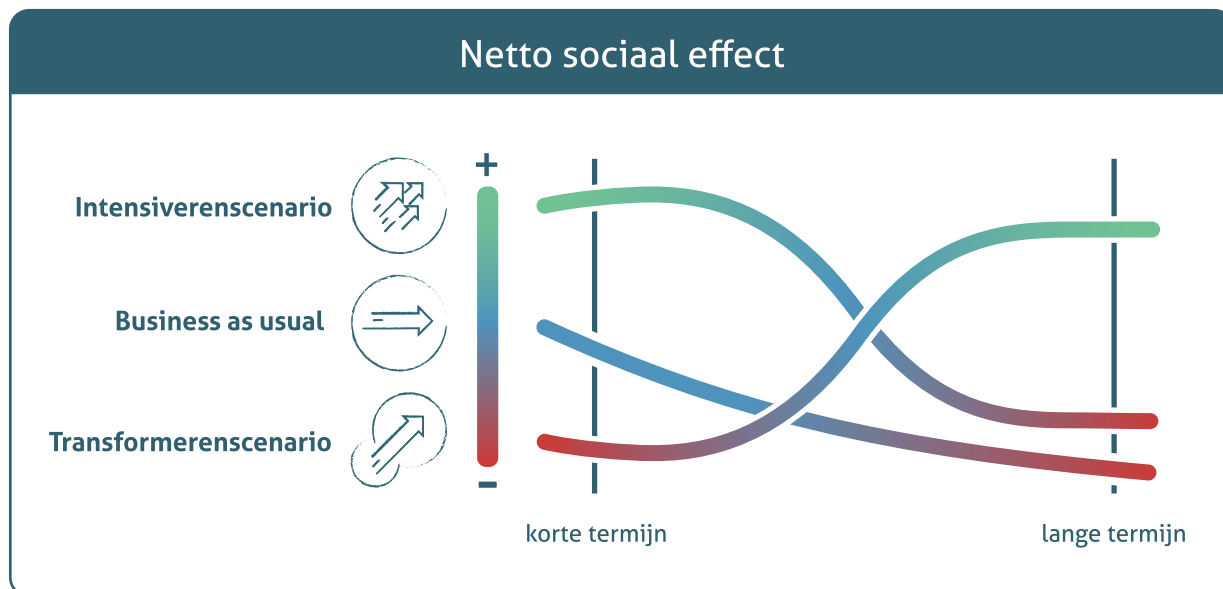 Netto sociaal effect
+
Intensiverenscenario
Business as usual
Transformerenscenario
-
korte termijn
lange termijn